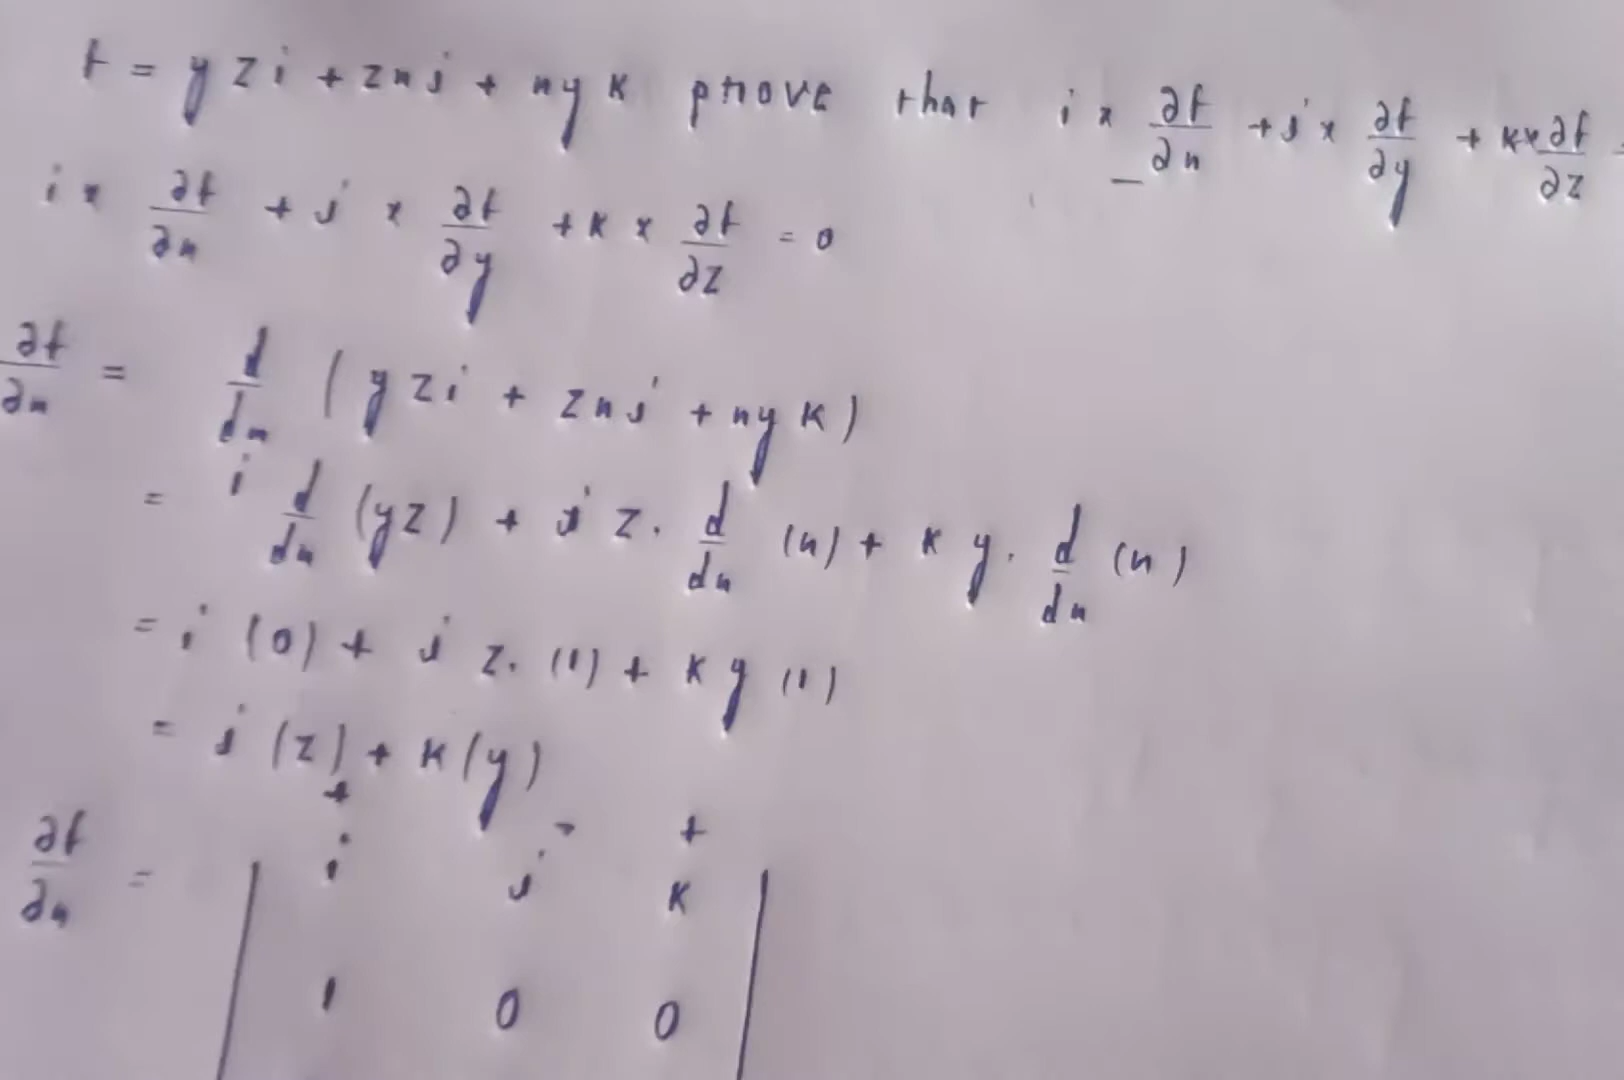 f = yzi + zxj + xyk prove that i × ∂f/∂x + j × ∂f/∂y + k × ∂f/∂z =
i × ∂f/∂x + j × ∂f/∂y + k × ∂f/∂z = 0
∂f/∂x = d/dx (yzi + zxj + xyk)
= i d/dx (yz) + j z. d/dx (x) + k y. d/dx (x)
= i (0) + j z. (1) + k y (1)
= j (z) + k (y)
+ - +
∂f/∂x = | i j k |
| 1 0 0 |